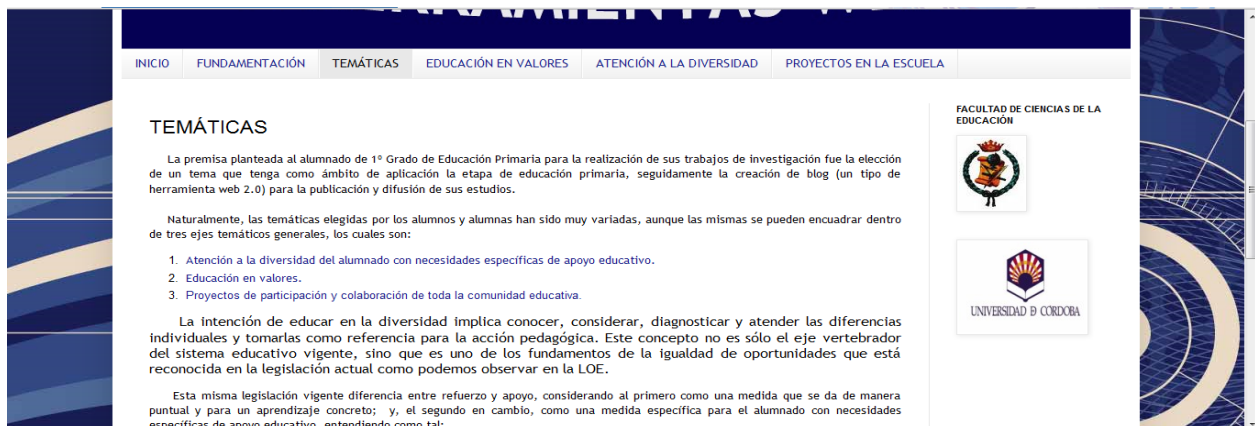 INICIO FUNDAMENTACIÓN TEMÁTICAS EDUCACIÓN EN VALORES ATENCIÓN A LA DIVERSIDAD PROYECTOS EN LA ESCUELA
TEMÁTICAS
La premisa planteada al alumnado de 1º Grado de Educación Primaria para la realización de sus trabajos de investigación fue la elección
de un tema que tenga como ámbito de aplicación la etapa de educación primaria, seguidamente la creación de blog (un tipo de
herramienta web 2.0) para la publicación y difusión de sus estudios.
Naturalmente, las temáticas elegidas por los alumnos y alumnas han sido muy variadas, aunque las mismas se pueden encuadrar dentro
de tres ejes temáticos generales, los cuales son:
1. Atención a la diversidad del alumnado con necesidades específicas de apoyo educativo.
2. Educación en valores.
3. Proyectos de participación y colaboración de toda la comunidad educativa.
La intención de educar en la diversidad implica conocer, considerar, diagnosticar y atender las diferencias
individuales y tomarlas como referencia para la acción pedagógica. Este concepto no es sólo el eje vertebrador
del sistema educativo vigente, sino que es uno de los fundamentos de la igualdad de oportunidades que está
reconocida en la legislación actual como podemos observar en la LOE.
Esta misma legislación vigente diferencia entre refuerzo y apoyo, considerando al primero como una medida que se da de manera
puntual y para un aprendizaje concreto; y, el segundo en cambio, como una medida específica para el alumnado con necesidades
específicas de apoyo educativo, entendiendo como tal:
FACULTAD DE CIENCIAS DE LA
EDUCACIÓN
UNIVERSIDAD Ð CORDOBA